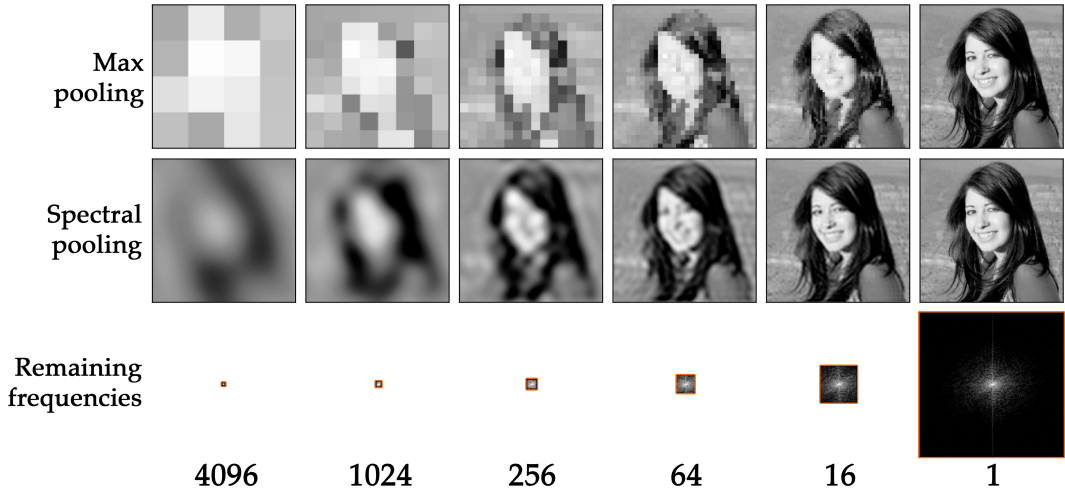 Max
pooling
Spectral
pooling
Remaining
frequencies
4096 1024 256 64 16 1